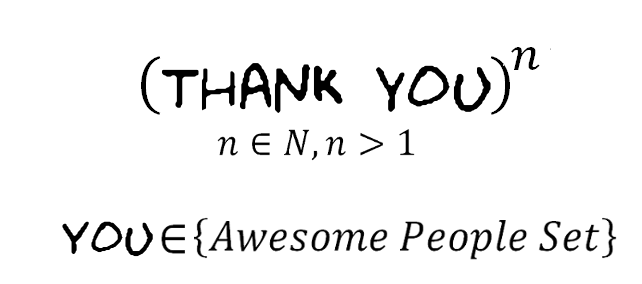 (THANK YOU)ⁿ
n ∈ N, n > 1
YOU∈{Awesome People Set}